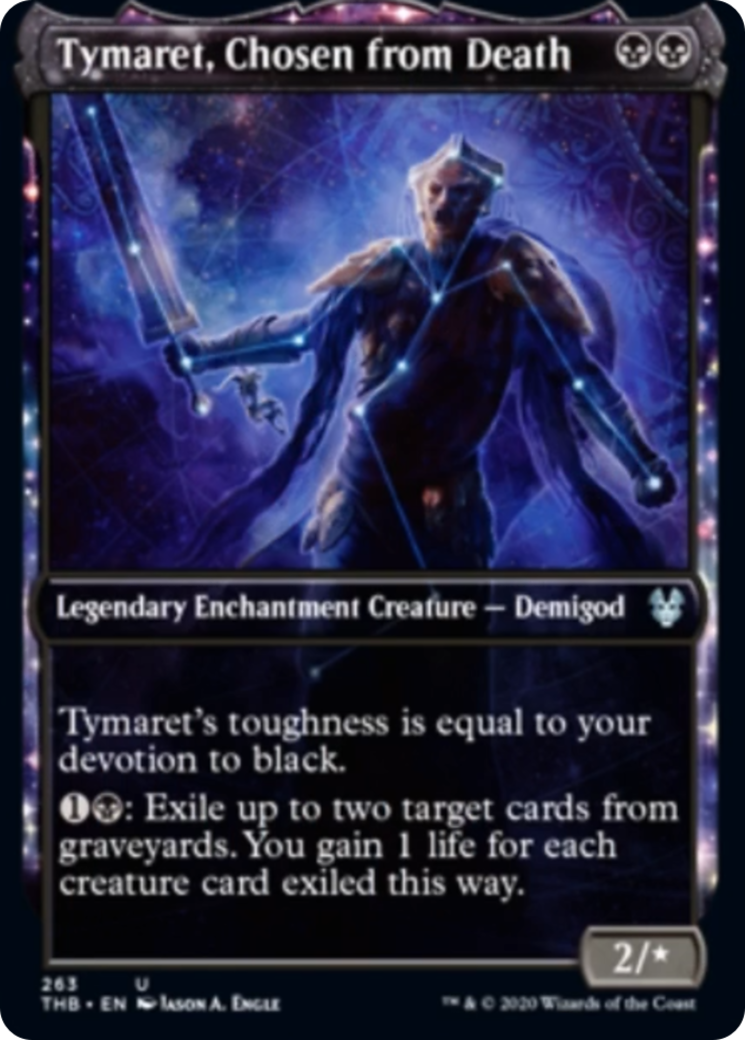 Tymaret, Chosen from Death
Legendary Enchantment Creature — Demigod
Tymaret's toughness is equal to your
devotion to black.
1: Exile up to two target cards from
graveyards. You gain 1 life for each
creature card exiled this way.
2/★
263 U
THB • EN Jason A. Engle
™ & © 2020 Wizards of the Coast